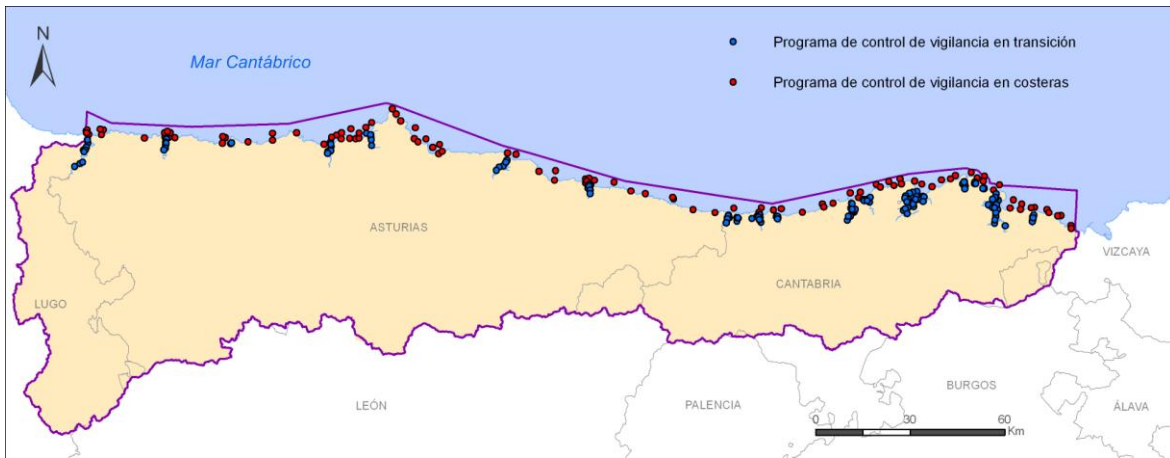 N
Mar Cantábrico
Programa de control de vigilancia en transición
Programa de control de vigilancia en costeras
ASTURIAS
VIZCAYA
CANTABRIA
LUGO
BURGOS
LEÓN
PALENCIA
ÁLAVA
0 30 60
Km